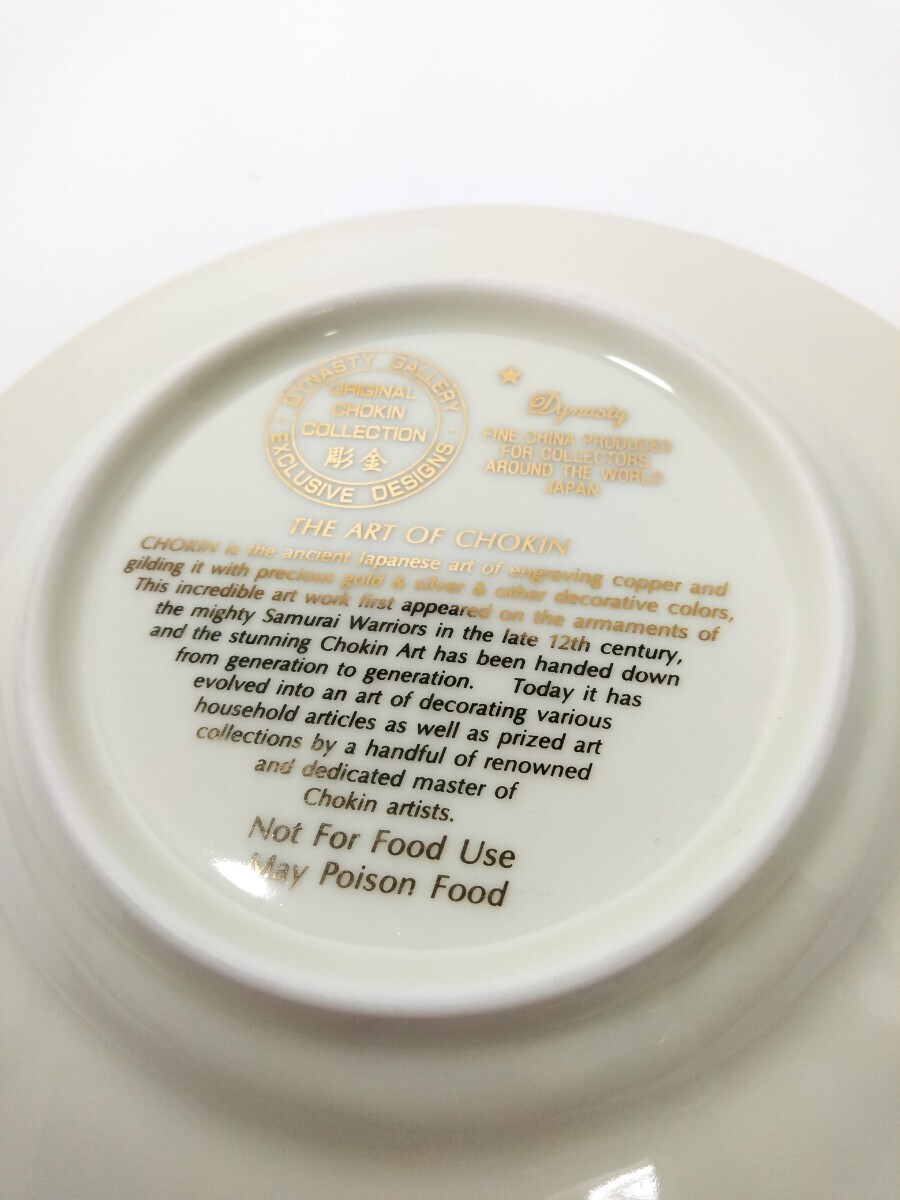 DYNASTY GALLERY
ORIGINAL
CHOKIN
COLLECTION
彫金
EXCLUSIVE DESIGNS
Dynasty
FINE CHINA PRODUCED
FOR COLLECTORS
AROUND THE WORLD
JAPAN
THE ART OF CHOKIN
CHOKIN is the ancient Japanese art of engraving copper and
gilding it with precious gold & silver & other decorative colors,
This incredible art work first appeared on the armaments of
the mighty Samurai Warriors in the late 12th century,
and the stunning Chokin Art has been handed down
from generation to generation. Today it has
evolved into an art of decorating various
household articles as well as prized art
collections by a handful of renowned
and dedicated master of
Chokin artists.
Not For Food Use
May Poison Food